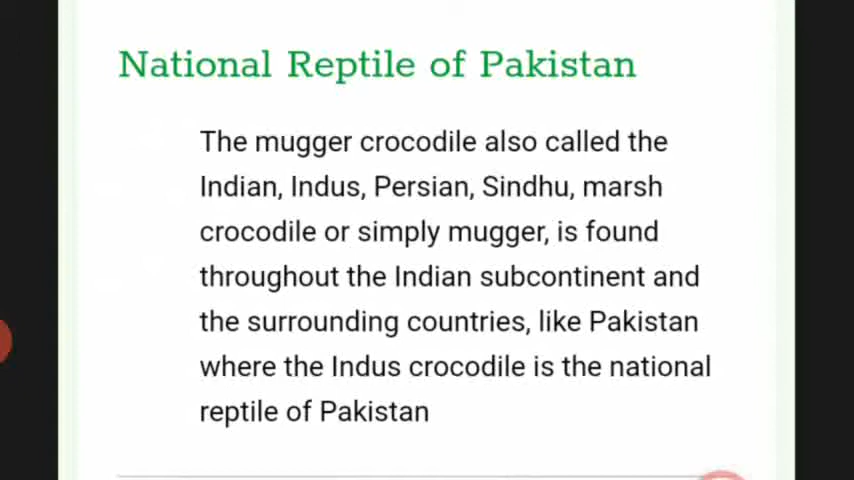 National Reptile of Pakistan
The mugger crocodile also called the
Indian, Indus, Persian, Sindhu, marsh
crocodile or simply mugger, is found
throughout the Indian subcontinent and
the surrounding countries, like Pakistan
where the Indus crocodile is the national
reptile of Pakistan